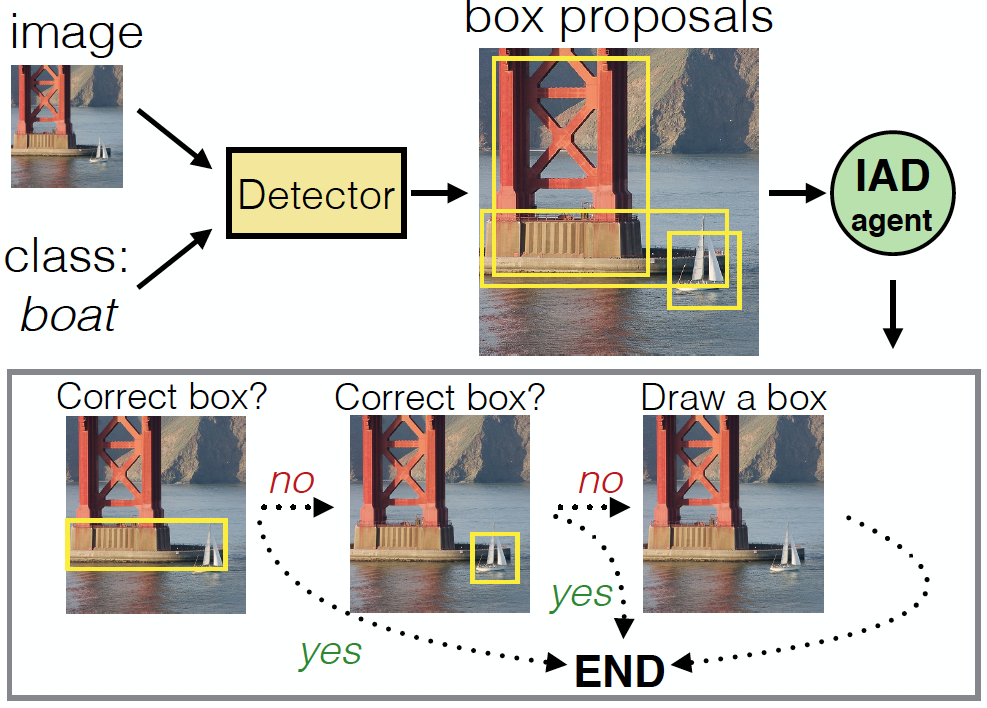 image
box proposals
class:
boat
Detector
IAD
agent
Correct box?
Correct box?
Draw a box
no
no
yes
yes
END